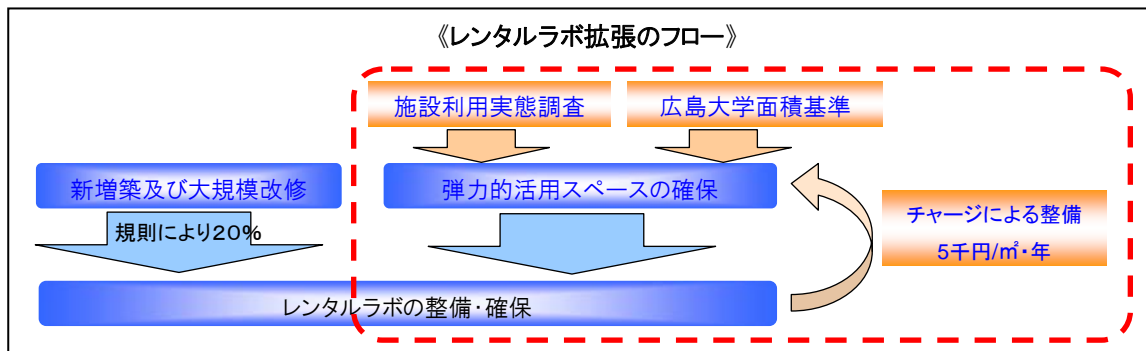 《レンタルラボ拡張のフロー》
施設利用実態調査
広島大学面積基準
新増築及び大規模改修
弾力的活用スペースの確保
規則により20%
チャージによる整備
5千円/㎡・年
レンタルラボの整備・確保